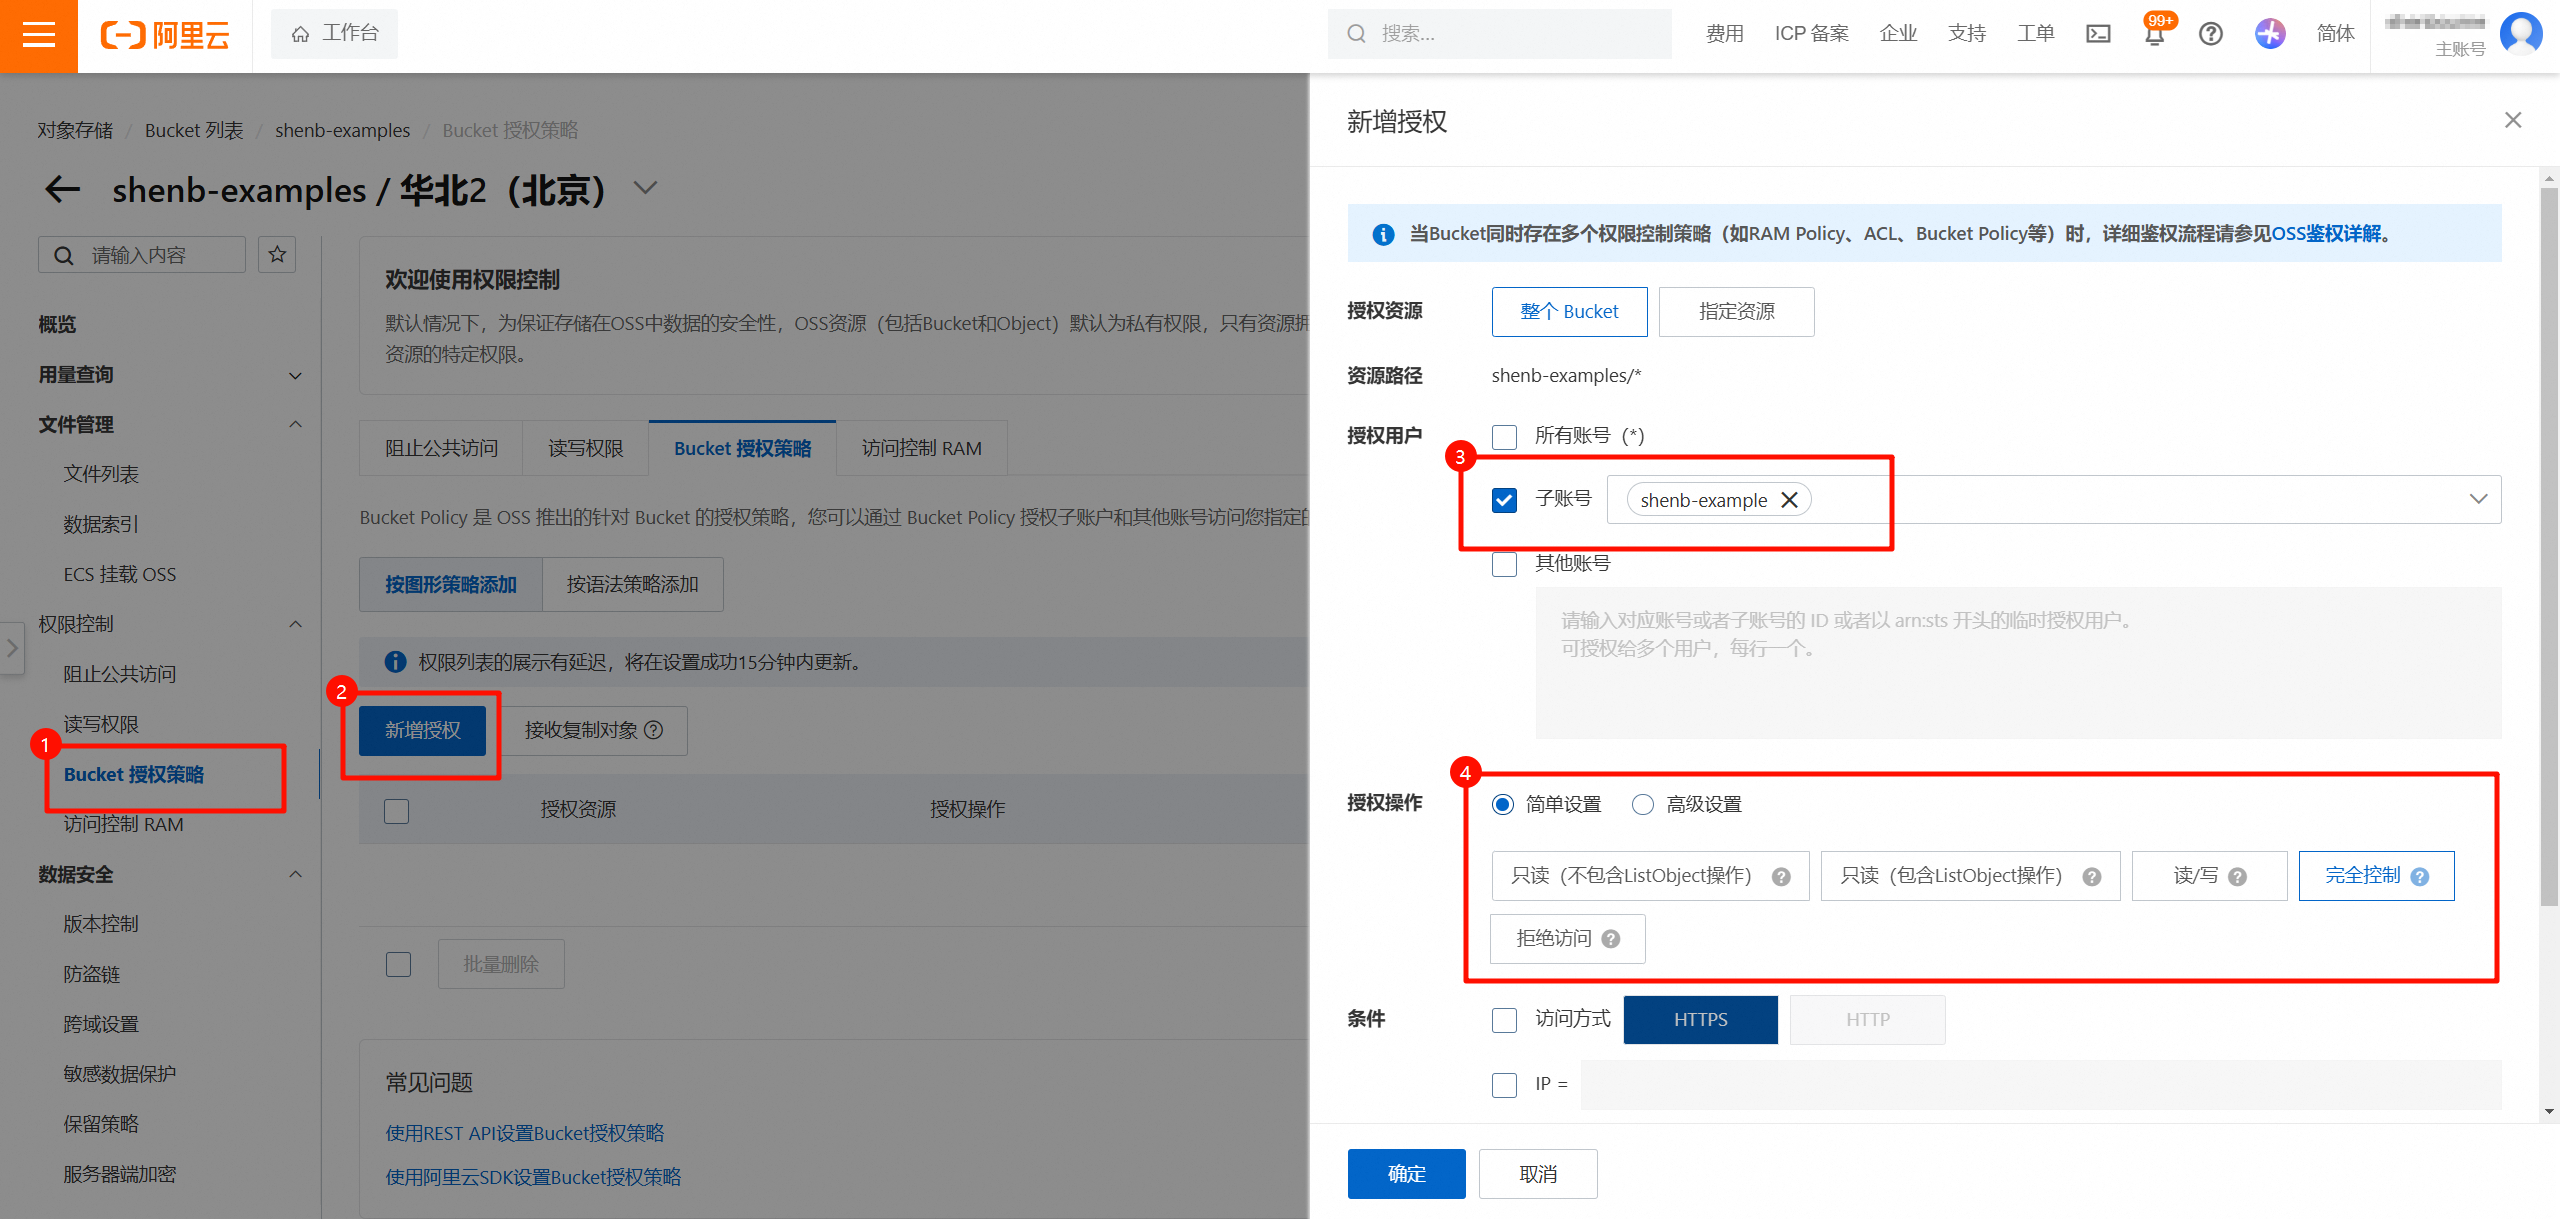 阿里云
工作台
搜索...
费用
ICP 备案
企业
支持
工单
99+
简体
主账号
对象存储 / Bucket 列表 / shenb-examples / Bucket 授权策略
shenb-examples / 华北2（北京）
请输入内容
概览
用量查询
文件管理
文件列表
数据索引
ECS 挂载 OSS
权限控制
阻止公共访问
读写权限
1
Bucket 授权策略
访问控制 RAM
数据安全
版本控制
防盗链
跨域设置
敏感数据保护
保留策略
服务器端加密
欢迎使用权限控制
默认情况下，为保证存储在OSS中数据的安全性，OSS资源（包括Bucket和Object）默认为私有权限，只有资源拥
资源的特定权限。
阻止公共访问
读写权限
Bucket 授权策略
访问控制 RAM
Bucket Policy 是 OSS 推出的针对 Bucket 的授权策略，您可以通过 Bucket Policy 授权子账户和其他账号访问您指定的
按图形策略添加
按语法策略添加
权限列表的展示有延迟，将在设置成功15分钟内更新。
2
新增授权
接收复制对象
授权资源
授权操作
批量删除
常见问题
使用REST API设置Bucket授权策略
使用阿里云SDK设置Bucket授权策略
新增授权
当Bucket同时存在多个权限控制策略（如RAM Policy、ACL、Bucket Policy等）时，详细鉴权流程请参见OSS鉴权详解。
授权资源
整个 Bucket
指定资源
资源路径
shenb-examples/*
授权用户
所有账号（*）
3
子账号
shenb-example
其他账号
请输入对应账号或者子账号的 ID 或者以 arn:sts 开头的临时授权用户。
可授权给多个用户，每行一个。
4
授权操作
简单设置
高级设置
只读（不包含ListObject操作）
只读（包含ListObject操作）
读/写
完全控制
拒绝访问
条件
访问方式
HTTPS
HTTP
IP =
确定
取消